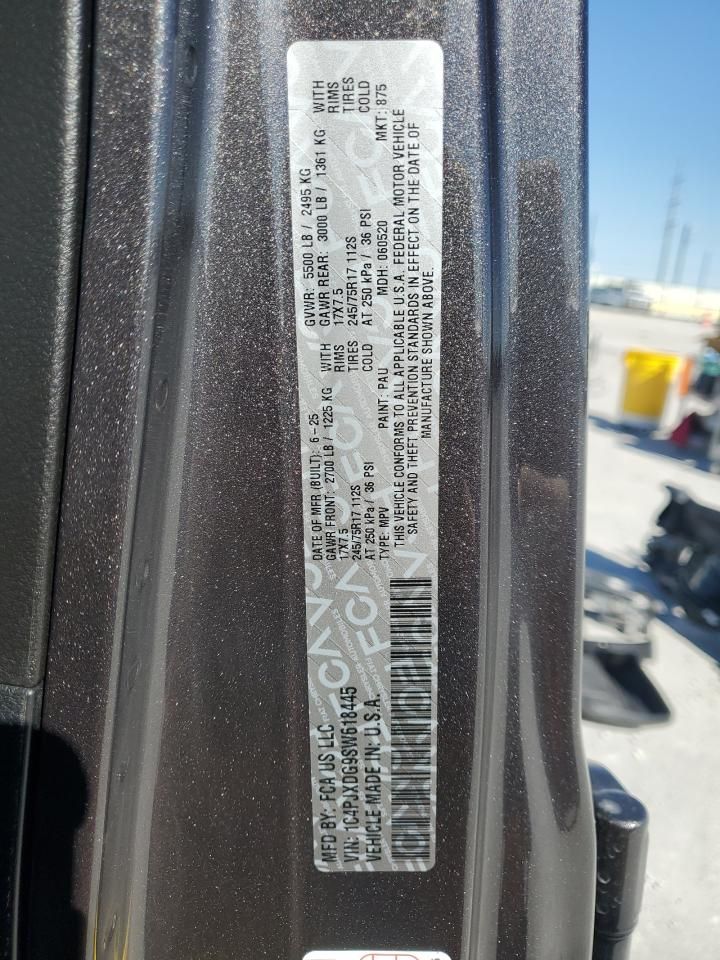 MFD BY: FCA US LLC
DATE OF MFR (BUILT): 6-25
GVWR: 5500 LB / 2495 KG
GAWR FRONT: 2700 LB / 1225 KG WITH
GAWR REAR: 3000 LB / 1361 KG WITH
17X7.5 RIMS
17X7.5 RIMS
245/75R17 112S TIRES
245/75R17 112S TIRES
AT 250 kPa / 36 PSI COLD
AT 250 kPa / 36 PSI COLD
VIN: 1C4PJXDG9SW618445
TYPE: MPV PAINT: PAU MDH: 060520 MKT: 875
VEHICLE MADE IN: U.S.A.
THIS VEHICLE CONFORMS TO ALL APPLICABLE U.S.A. FEDERAL MOTOR VEHICLE
SAFETY AND THEFT PREVENTION STANDARDS IN EFFECT ON THE DATE OF
MANUFACTURE SHOWN ABOVE.